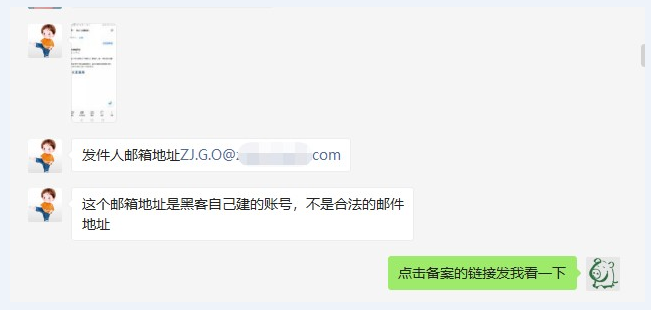 发件人邮箱地址ZJ.G.O@z com
这个邮箱地址是黑客自己建的账号，不是合法的邮件
地址
点击备案的链接发我看一下